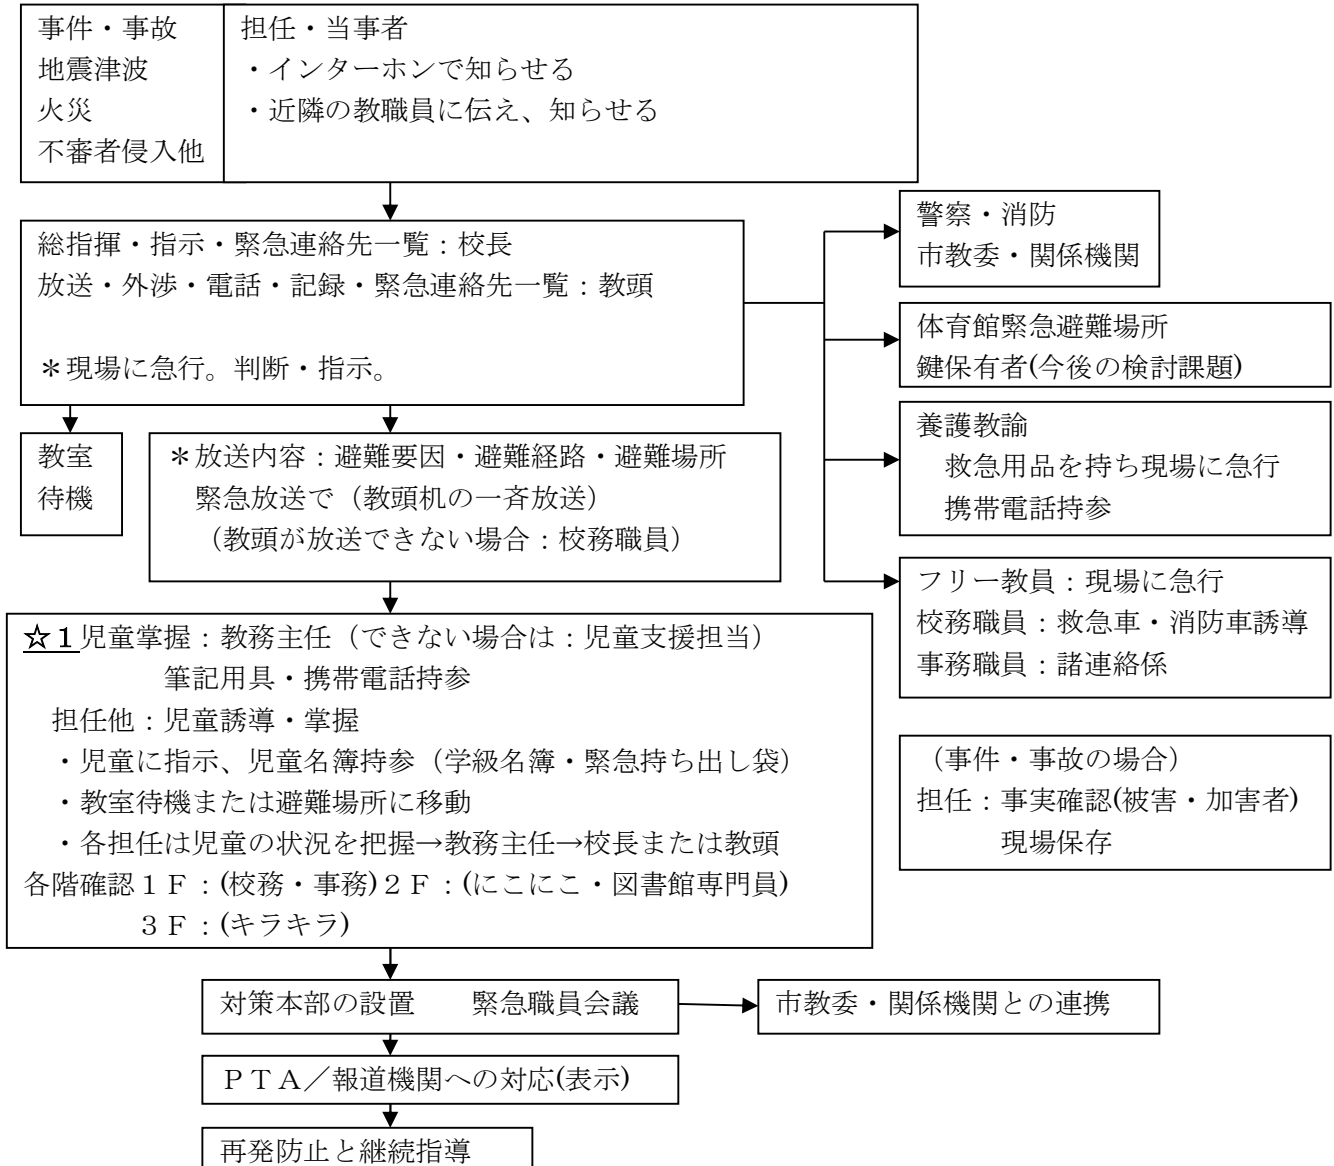 事件・事故
地震津波
火災
不審者侵入他
担任・当事者
・インターホンで知らせる
・近隣の教職員に伝え、知らせる
総指揮・指示・緊急連絡先一覧：校長
放送・外渉・電話・記録・緊急連絡先一覧：教頭
＊現場に急行。判断・指示。
警察・消防
市教委・関係機関
体育館緊急避難場所
鍵保有者(今後の検討課題)
養護教諭
救急用品を持ち現場に急行
携帯電話持参
フリー教員：現場に急行
校務職員：救急車・消防車誘導
事務職員：諸連絡係
（事件・事故の場合）
担任：事実確認(被害・加害者)
現場保存
教室
待機
＊放送内容：避難要因・避難経路・避難場所
緊急放送で（教頭机の一斉放送）
（教頭が放送できない場合：校務職員）
☆１児童掌握：教務主任（できない場合は：児童支援担当）
筆記用具・携帯電話持参
担任他：児童誘導・掌握
・児童に指示、児童名簿持参（学級名簿・緊急持ち出し袋）
・教室待機または避難場所に移動
・各担任は児童の状況を把握→教務主任→校長または教頭
各階確認１Ｆ：(校務・事務)２Ｆ：(にこにこ・図書館専門員)
３Ｆ：(キラキラ)
対策本部の設置　　緊急職員会議
市教委・関係機関との連携
ＰＴＡ／報道機関への対応(表示)
再発防止と継続指導